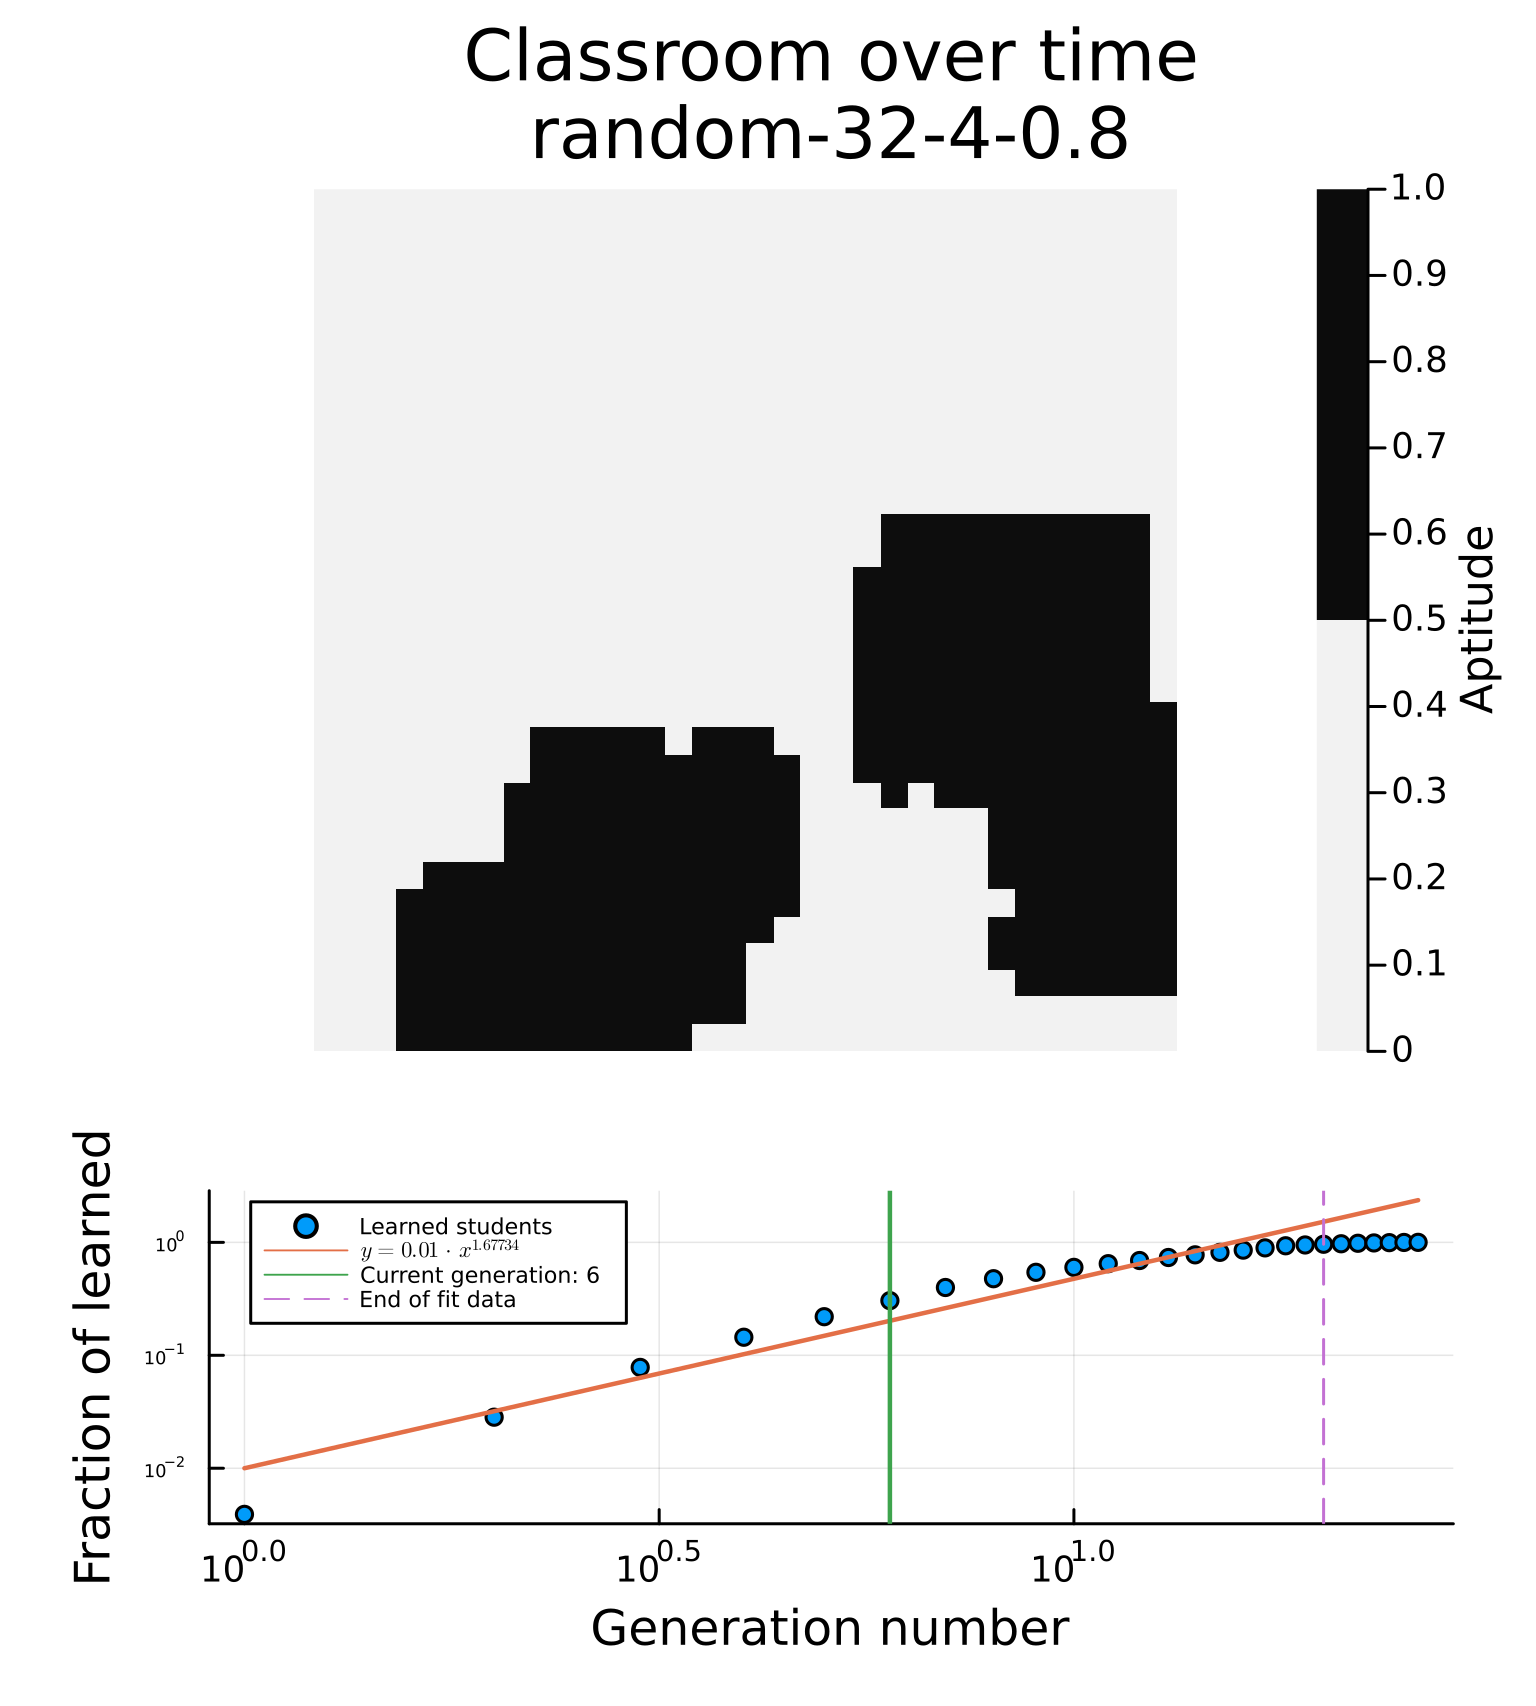 Classroom over time
random-32-4-0.8
1.0
0.9
0.8
0.7
0.6
0.5
0.4
0.3
0.2
0.1
0
Aptitude
Fraction of learned
10⁰
10⁻¹
10⁻²
Learned students
y = 0.01 · x^1.67734
Current generation: 6
End of fit data
10^0.0
10^0.5
10^1.0
Generation number